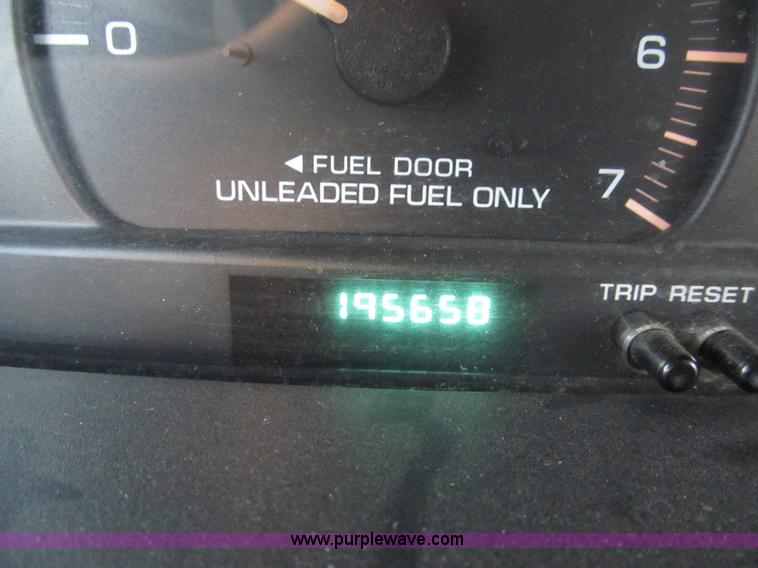 0
6
7
◄ FUEL DOOR
UNLEADED FUEL ONLY
195658
TRIP RESET
www.purplewave.com